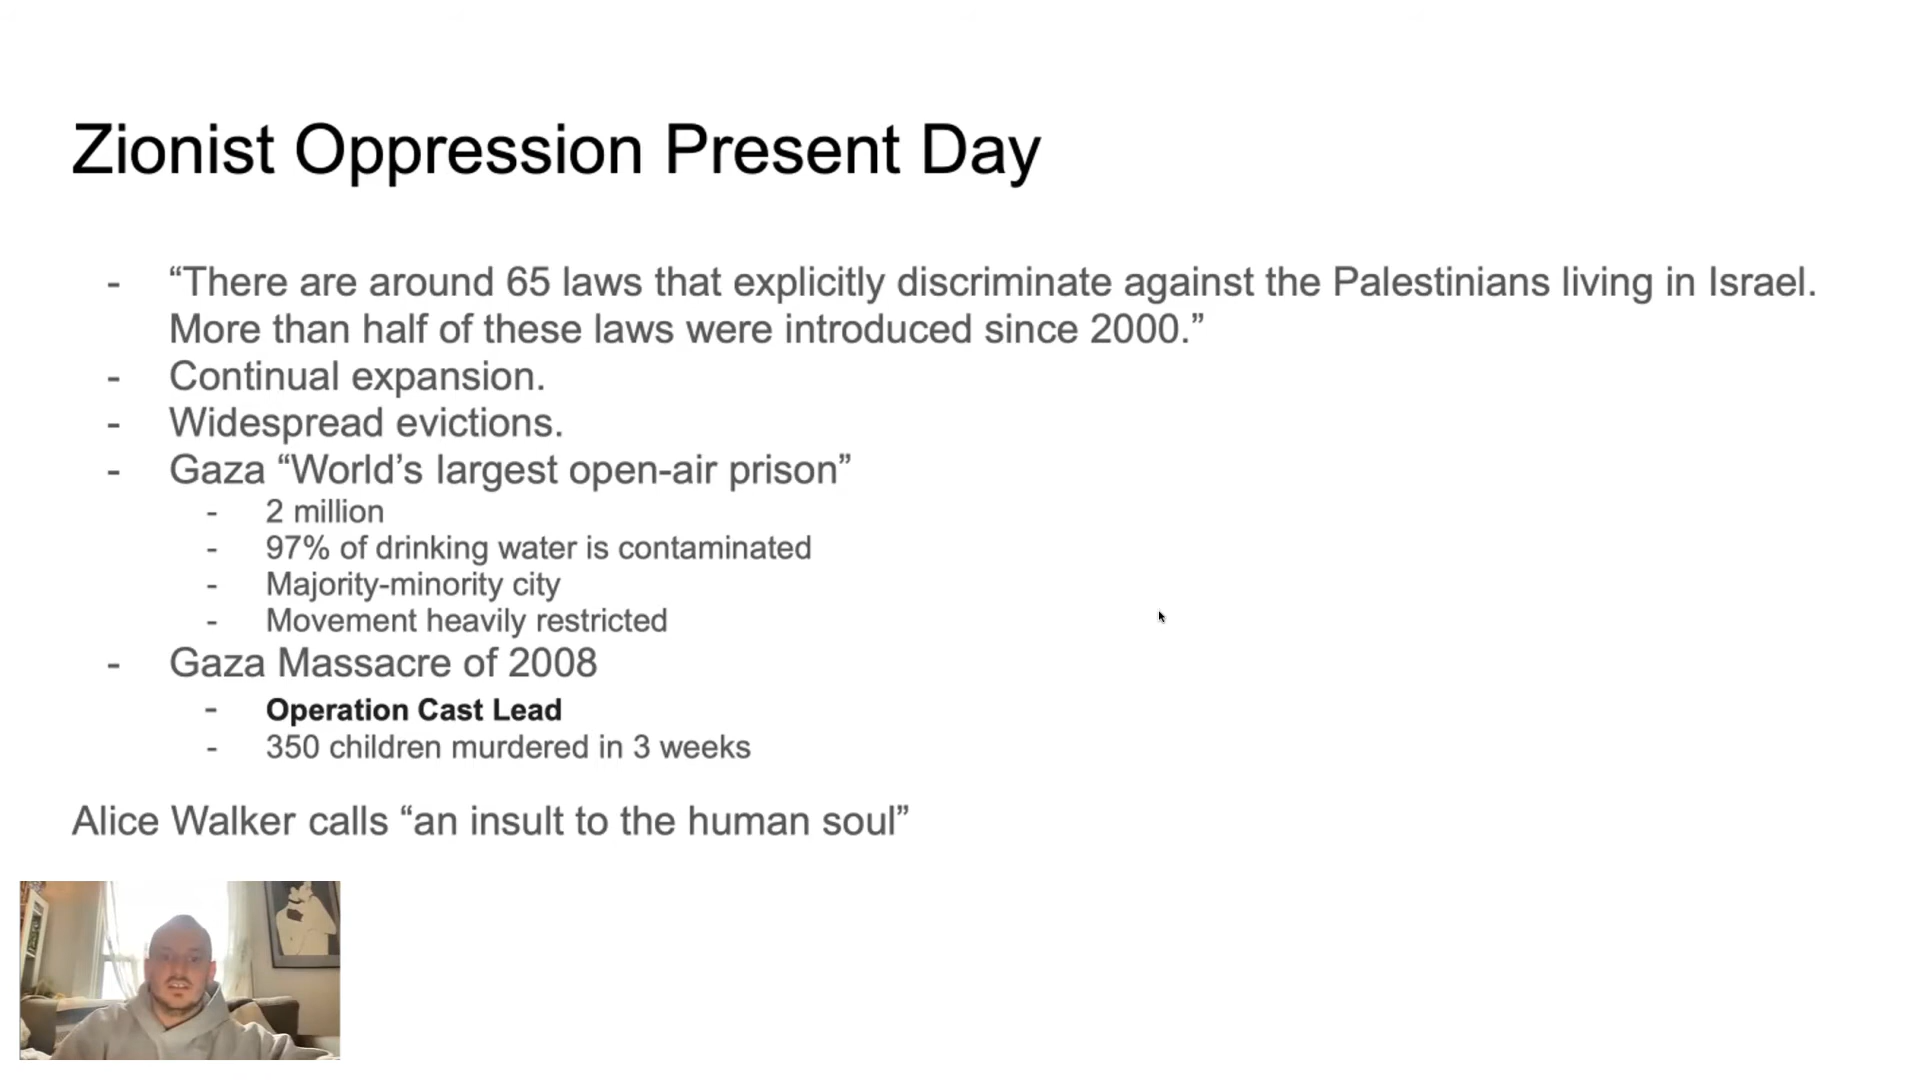 Zionist Oppression Present Day
- “There are around 65 laws that explicitly discriminate against the Palestinians living in Israel.
More than half of these laws were introduced since 2000.”
- Continual expansion.
- Widespread evictions.
- Gaza “World’s largest open-air prison”
- 2 million
- 97% of drinking water is contaminated
- Majority-minority city
- Movement heavily restricted
- Gaza Massacre of 2008
- Operation Cast Lead
- 350 children murdered in 3 weeks
Alice Walker calls “an insult to the human soul”